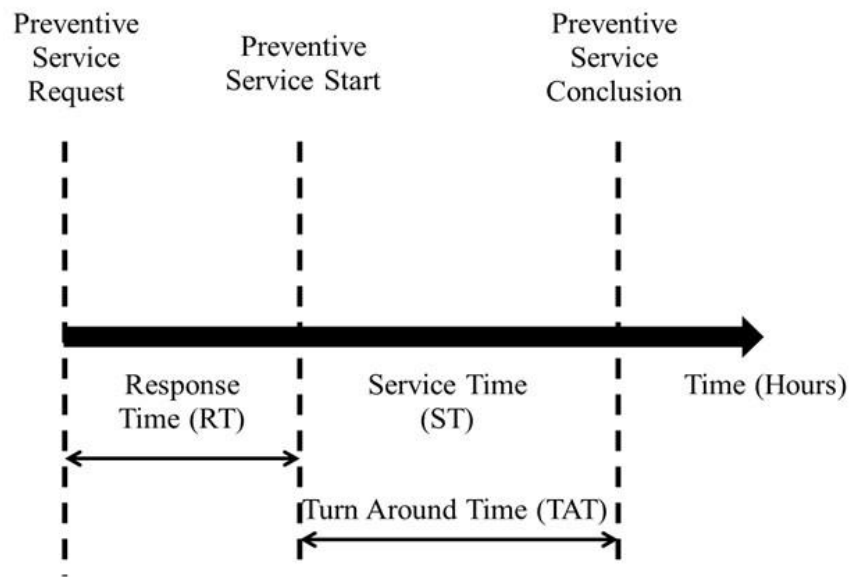 Preventive
Service
Request
Preventive
Service Start
Preventive
Service
Conclusion
Response
Time (RT)
Service Time
(ST)
Time (Hours)
Turn Around Time (TAT)